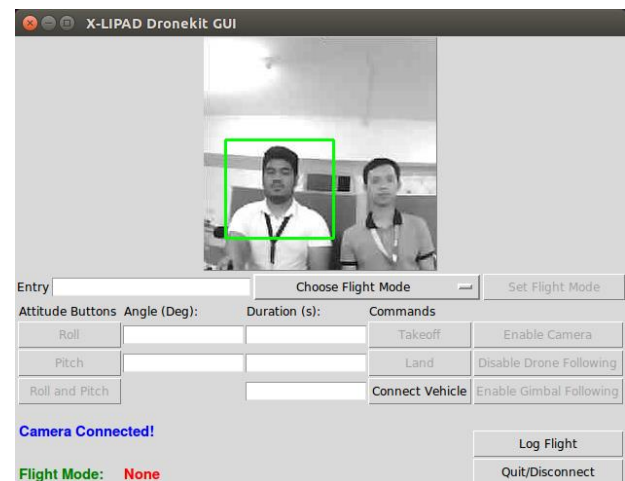 X-LIPAD Dronekit GUI
Entry Choose Flight Mode Set Flight Mode
Attitude Buttons Angle (Deg): Duration (s): Commands
Roll Takeoff Enable Camera
Pitch Land Disable Drone Following
Roll and Pitch Connect Vehicle Enable Gimbal Following
Camera Connected!
Log Flight
Flight Mode: None Quit/Disconnect